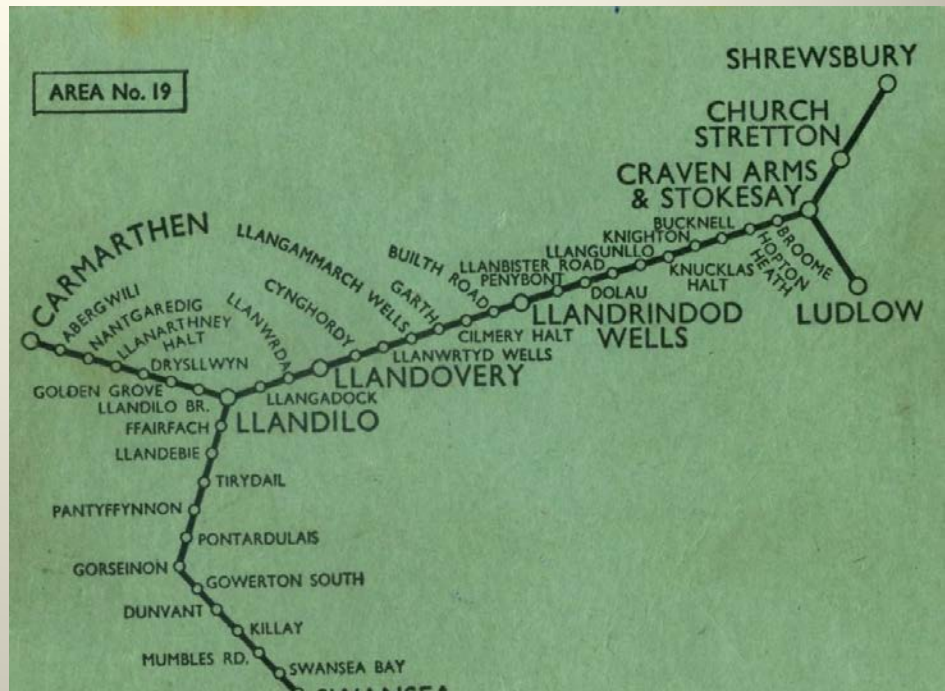 AREA No. 19
SHREWSBURY
CHURCH
STRETTON
CRAVEN ARMS
& STOKESAY
LUDLOW
BROOME
HOPTON
HEATH
BUCKNELL
KNIGHTON
KNUCKLAS
HALT
LLANGUNLLO
LLANBISTER ROAD
DOLAU
PENYBONT
LLANDRINDOD
WELLS
BUILTH ROAD
CILMERY HALT
GARTH
LLANGAMMARCH WELLS
LLANWRTYD WELLS
CYNGHORDY
LLANDOVERY
LLANWRDA
LLANGADOCK
LLANDILO
CARMARTHEN
ABERGWILI
NANTGAREDIG
LLANARTHNEY
HALT
DRYSLLWYN
GOLDEN GROVE
LLANDILO BR.
FFAIRFACH
LLANDEBIE
TIRYDAIL
PANTYFFYNNON
PONTARDULAIS
GORSEINON
GOWERTON SOUTH
DUNVANT
KILLAY
MUMBLES RD.
SWANSEA BAY
SWANSEA